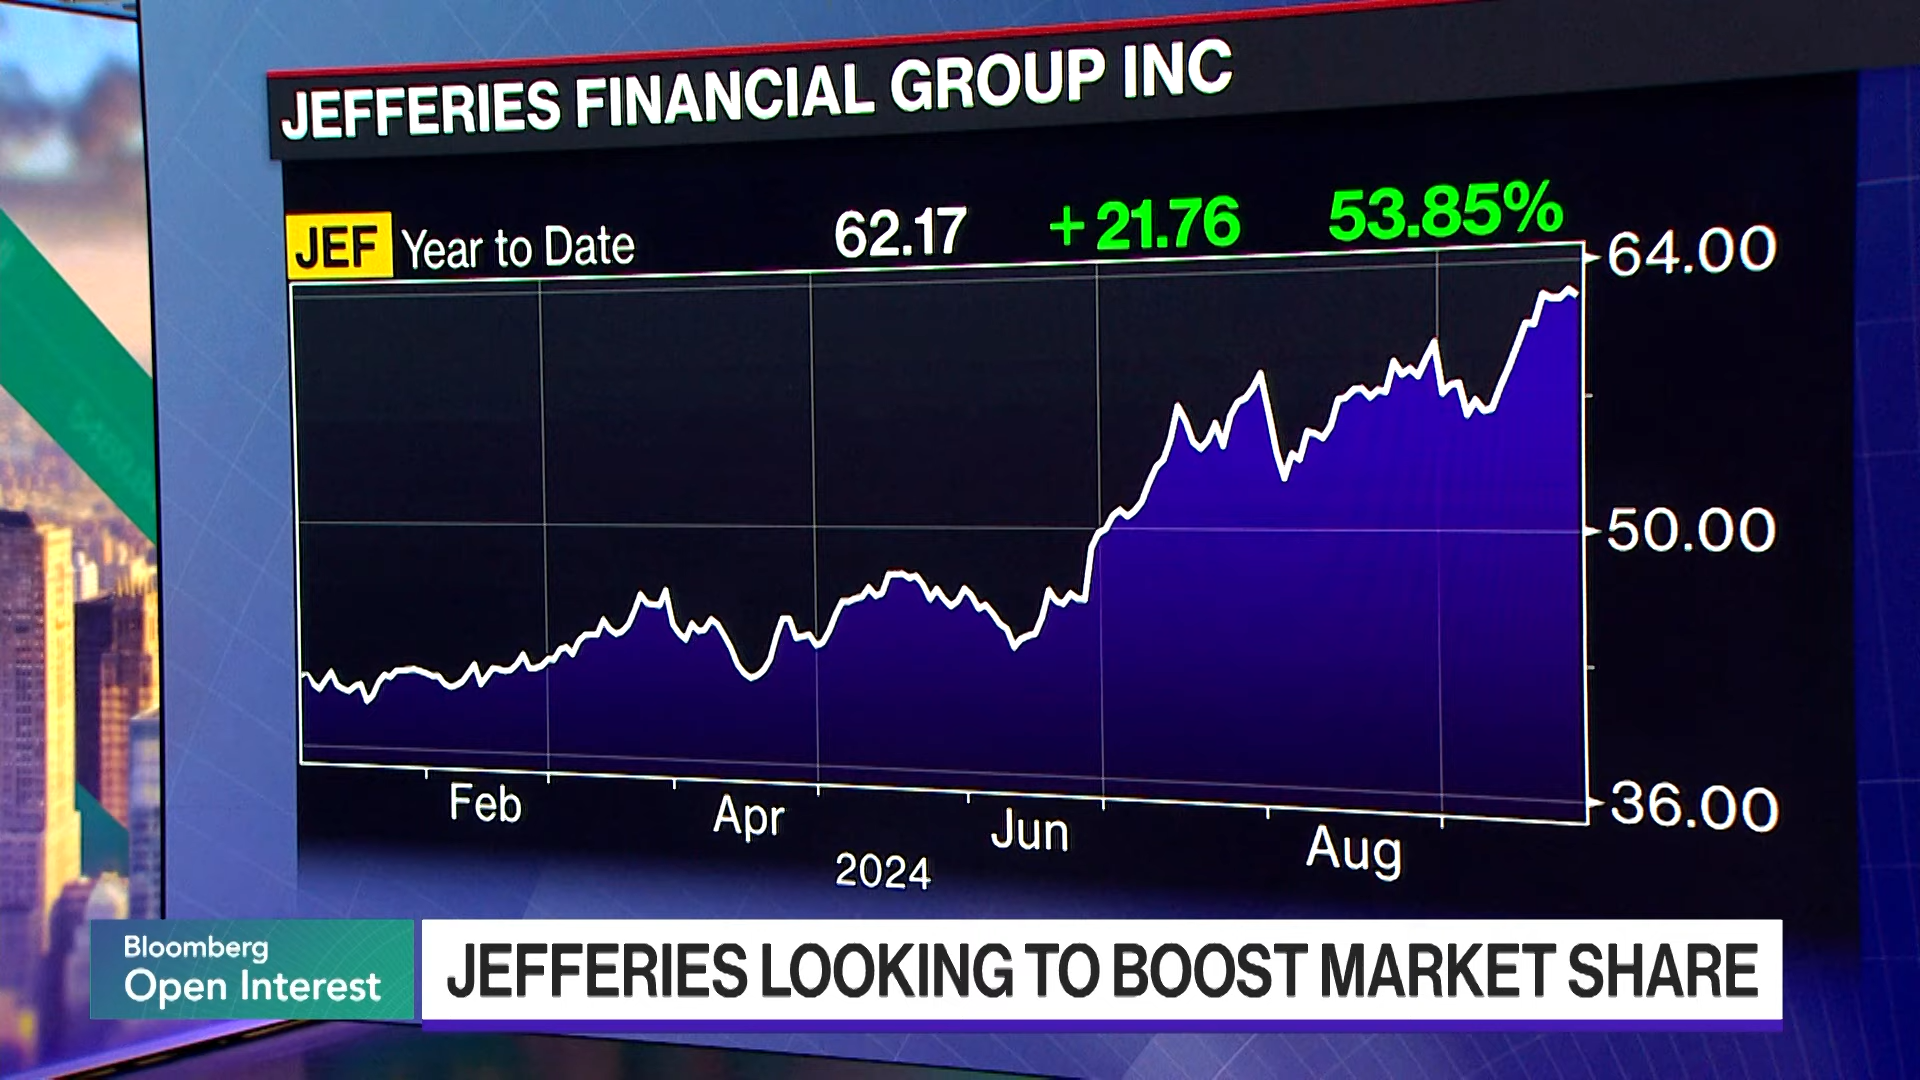 JEFFERIES FINANCIAL GROUP INC
JEF Year to Date 62.17 +21.76 53.85%
64.00
50.00
36.00
Feb Apr Jun Aug
2024
Bloomberg
Open Interest
JEFFERIES LOOKING TO BOOST MARKET SHARE